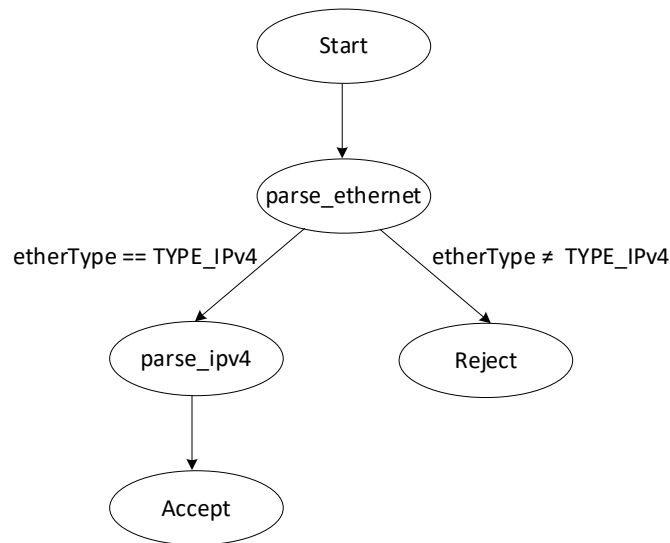 Start
parse_ethernet
etherType == TYPE_IPv4
etherType ≠ TYPE_IPv4
parse_ipv4
Reject
Accept